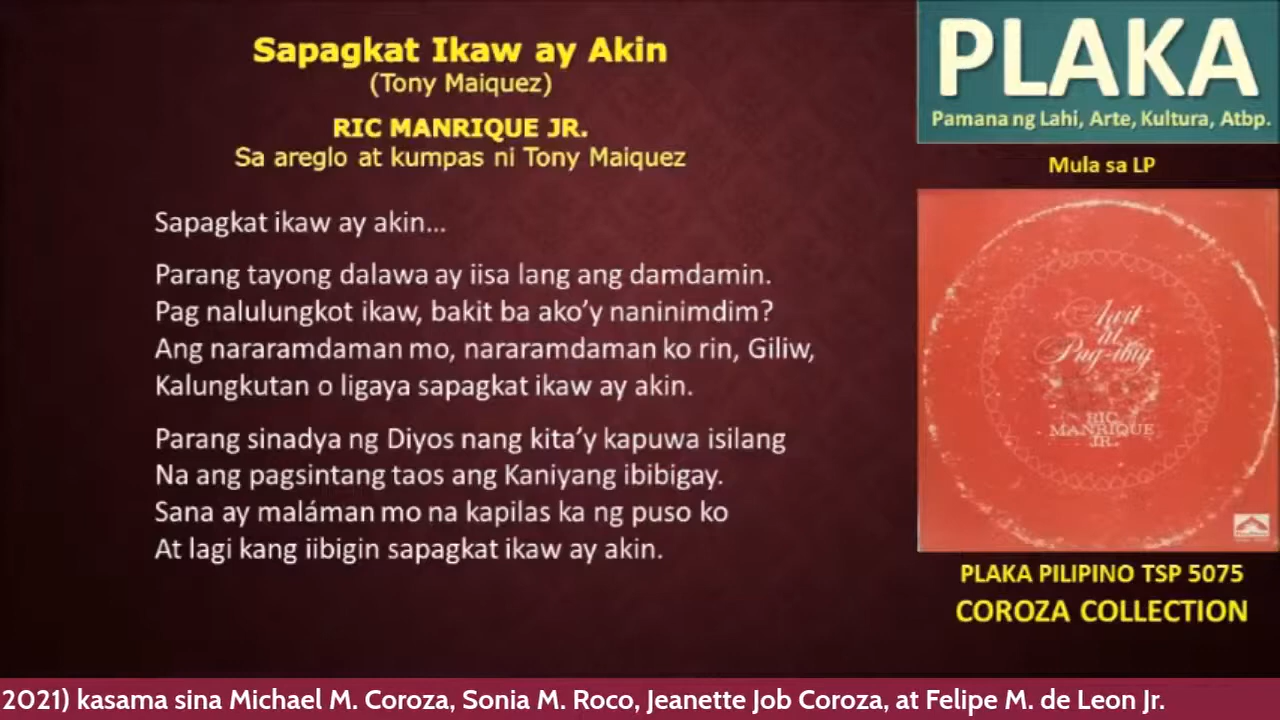 Sapagkat Ikaw ay Akin
(Tony Maiquez)
RIC MANRIQUE JR.
Sa areglo at kumpas ni Tony Maiquez
Sapagkat ikaw ay akin...
Parang tayong dalawa ay iisa lang ang damdamin.
Pag nalulungkot ikaw, bakit ba ako’y naninimdim?
Ang nararamdaman mo, nararamdaman ko rin, Giliw,
Kalungkutan o ligaya sapagkat ikaw ay akin.
Parang sinadya ng Diyos nang kita’y kapuwa isilang
Na ang pagsintang taos ang Kaniyang ibibigay.
Sana ay maláman mo na kapilas ka ng puso ko
At lagi kang iibigin sapagkat ikaw ay akin.
PLAKA
Pamana ng Lahi, Arte, Kultura, Atbp.
Mula sa LP
Awit
at
Pag-ibig
RIC
MANRIQUE
JR.
PLAKA PILIPINO TSP 5075
COROZA COLLECTION
2021) kasama sina Michael M. Coroza, Sonia M. Roco, Jeanette Job Coroza, at Felipe M. de Leon Jr.